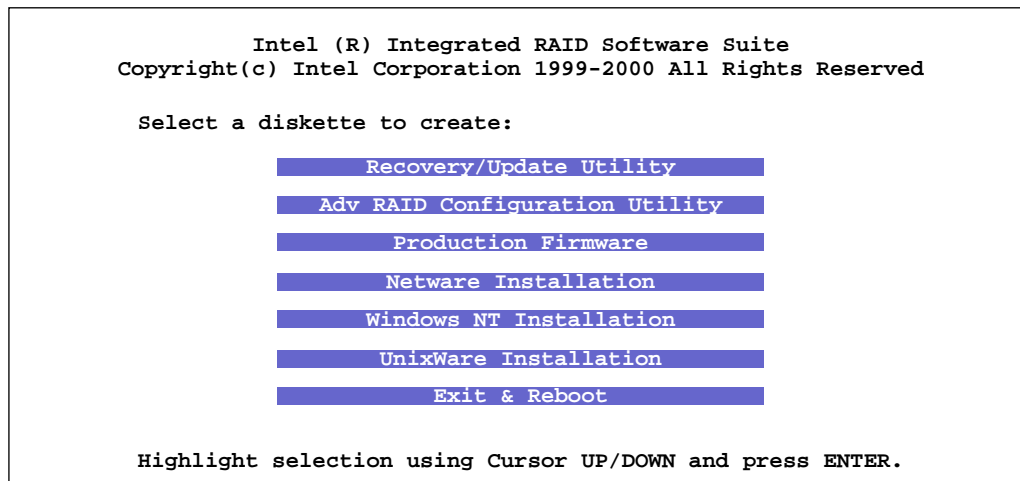 Intel (R) Integrated RAID Software Suite
Copyright(c) Intel Corporation 1999-2000 All Rights Reserved
Select a diskette to create:
Recovery/Update Utility
Adv RAID Configuration Utility
Production Firmware
Netware Installation
Windows NT Installation
UnixWare Installation
Exit & Reboot
Highlight selection using Cursor UP/DOWN and press ENTER.